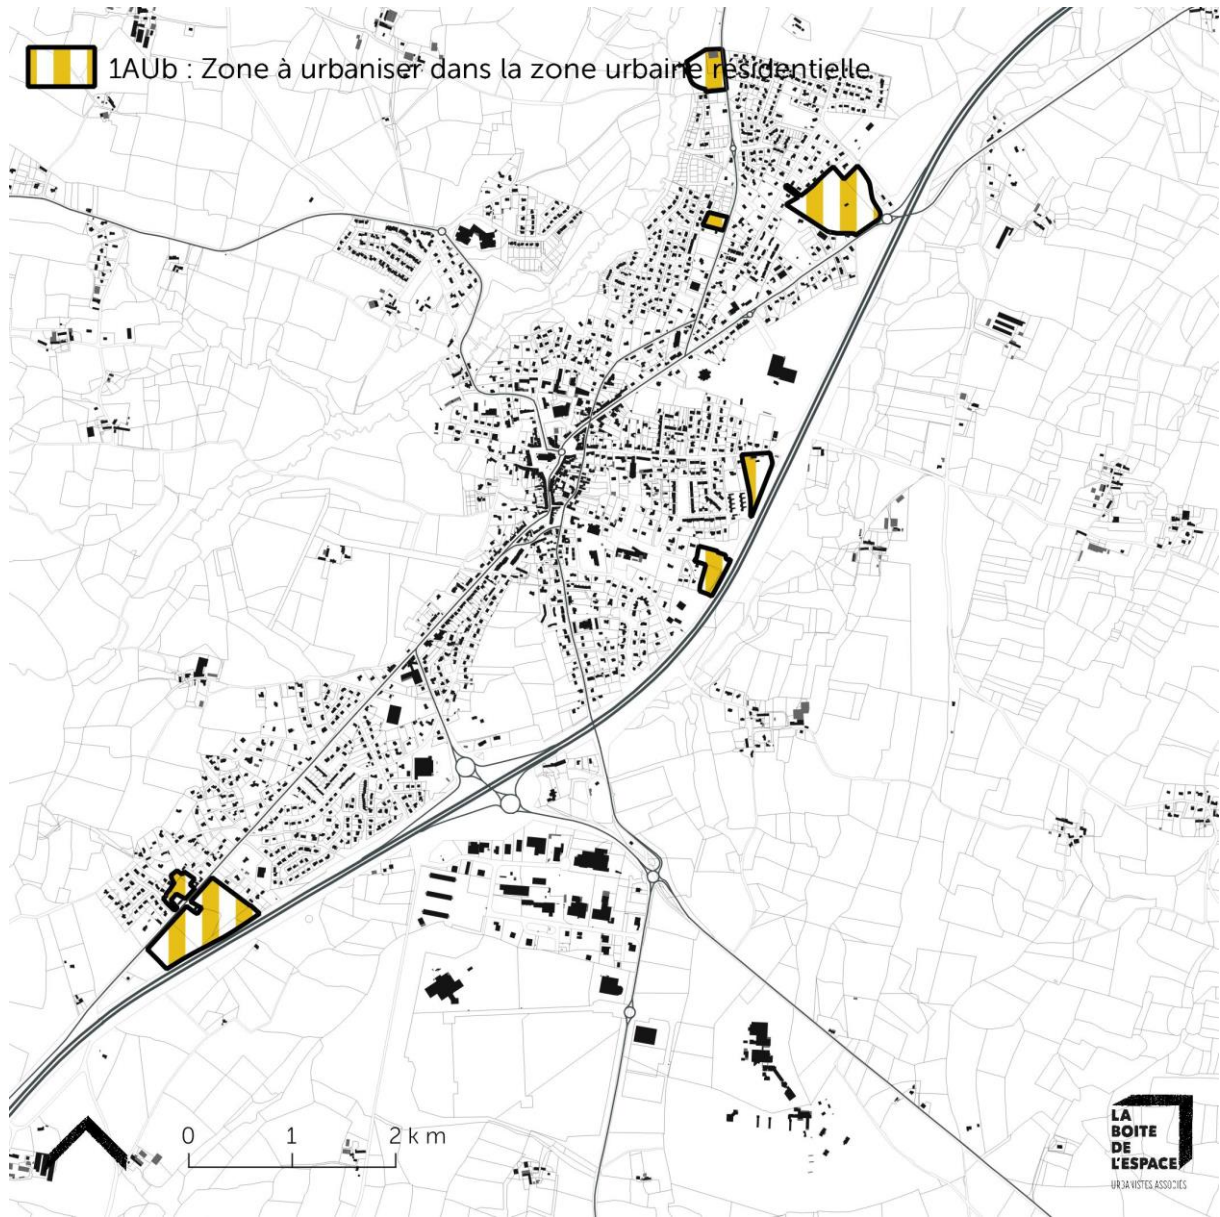 1AUb : Zone à urbaniser dans la zone urbaine résidentielle
0 1 2 km
LA
BOITE
DE
L'ESPACE
URBANISTES ASSOCIÉS